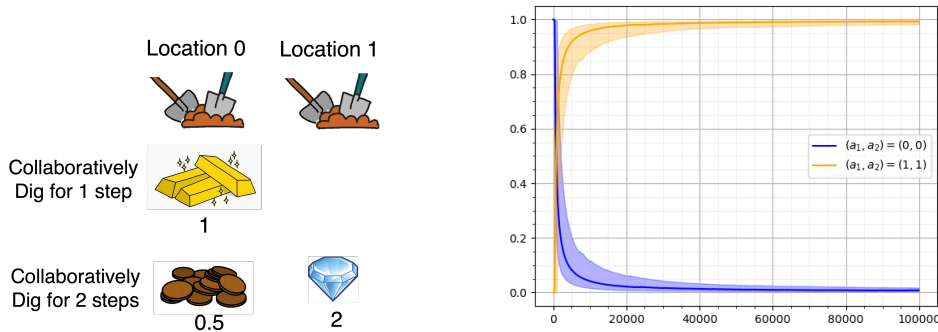 Location 0
Location 1
Collaboratively
Dig for 1 step
1
Collaboratively
Dig for 2 steps
0.5
2
1.0
0.8
0.6
0.4
0.2
0.0
(a₁, a₂) = (0, 0)
(a₁, a₂) = (1, 1)
0
20000
40000
60000
80000
100000